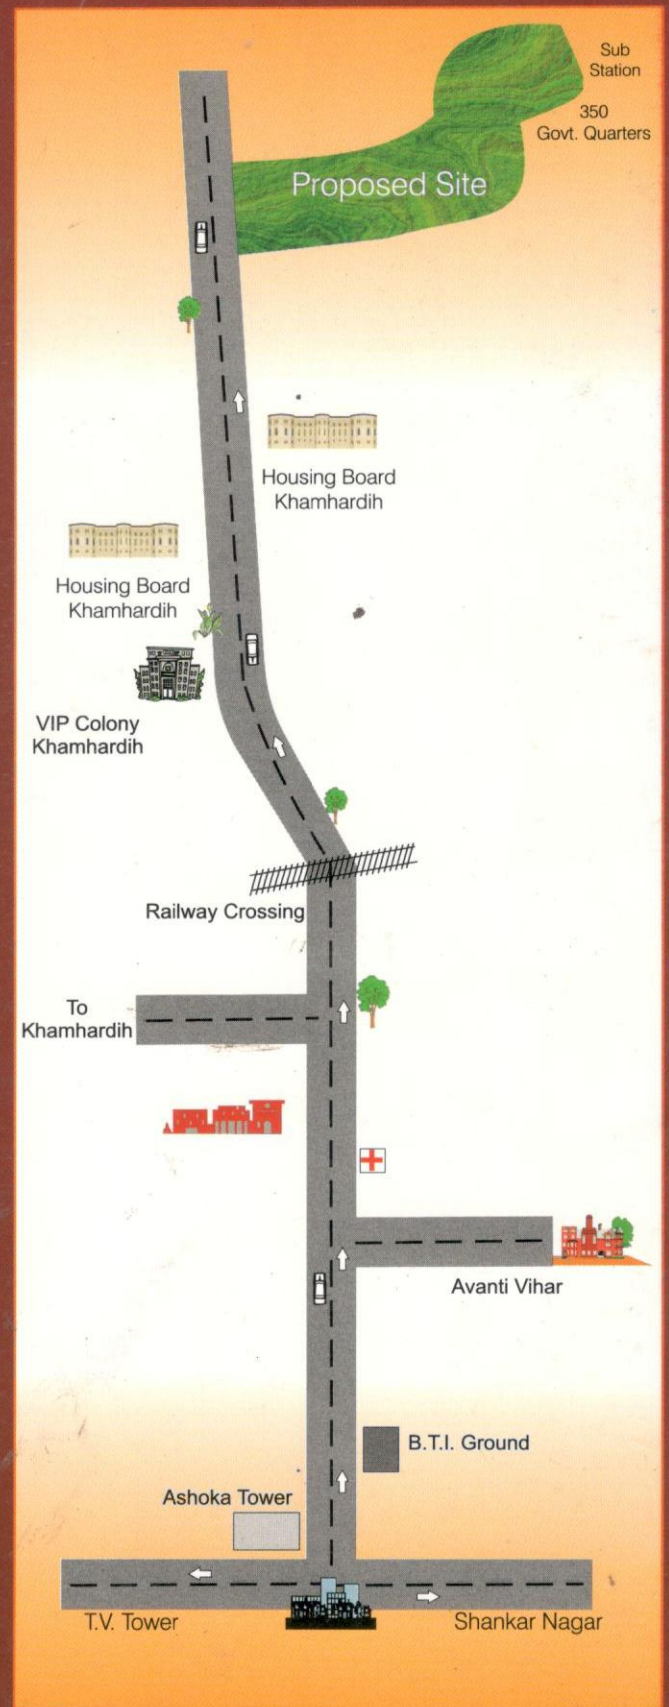 Sub
Station
350
Govt. Quarters
Proposed Site
Housing Board
Khamhardih
Housing Board
Khamhardih
VIP Colony
Khamhardih
Railway Crossing
To
Khamhardih
Avanti Vihar
B.T.I. Ground
Ashoka Tower
T.V. Tower
Shankar Nagar